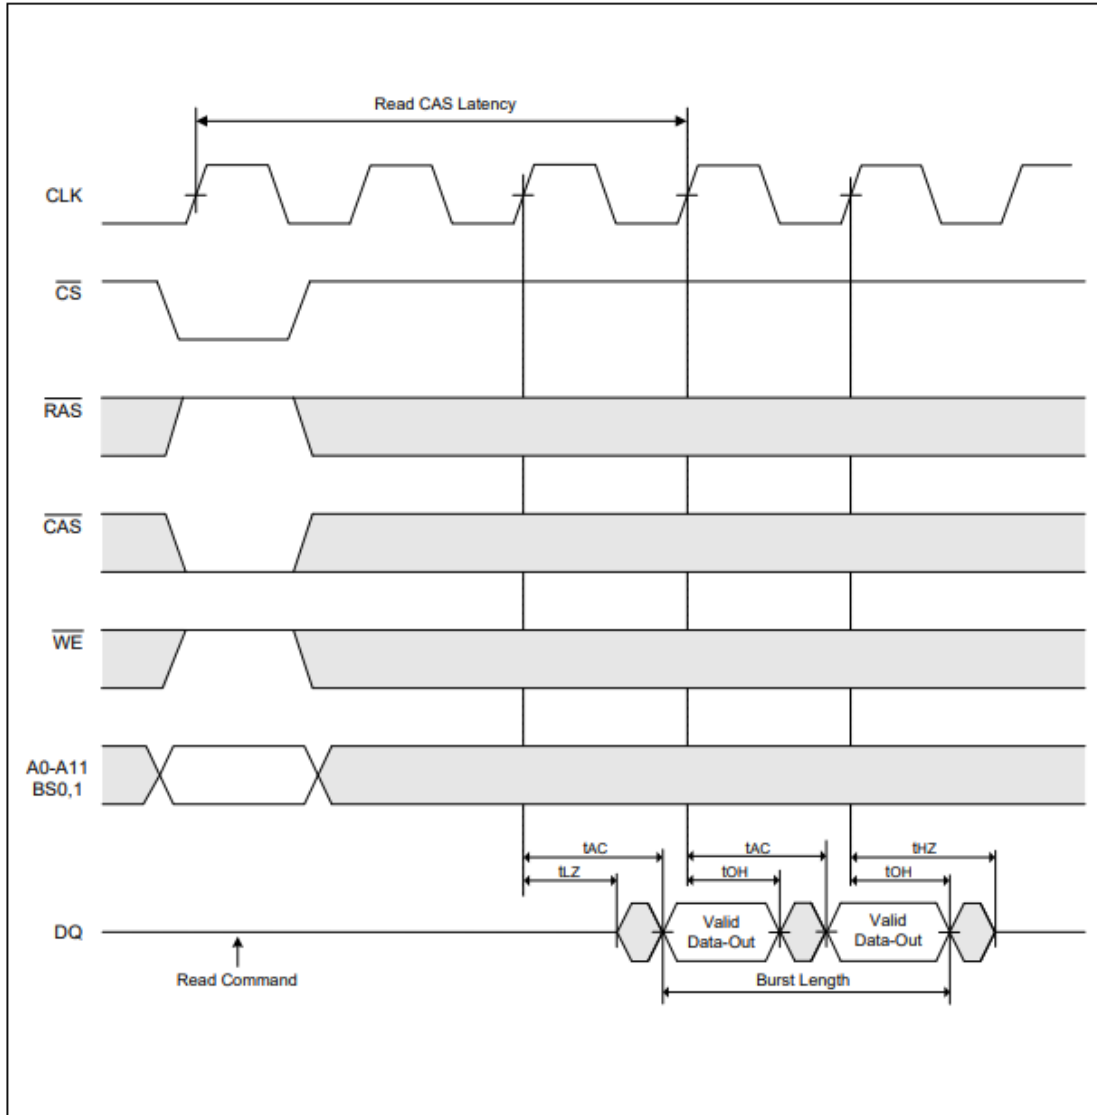 Read CAS Latency
CLK
CS
RAS
CAS
WE
A0-A11
BS0,1
tAC
tAC
tHZ
tLZ
tOH
tOH
DQ
Valid
Data-Out
Valid
Data-Out
Read Command
Burst Length